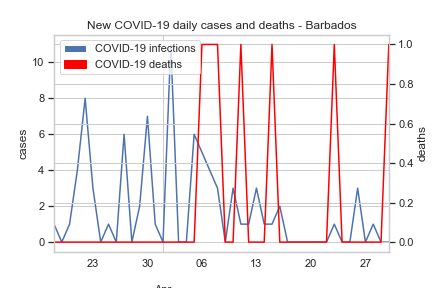 New COVID-19 daily cases and deaths - Barbados
COVID-19 infections
COVID-19 deaths
cases
10
8
6
4
2
0
deaths
1.0
0.8
0.6
0.4
0.2
0.0
23 30 06 13 20 27